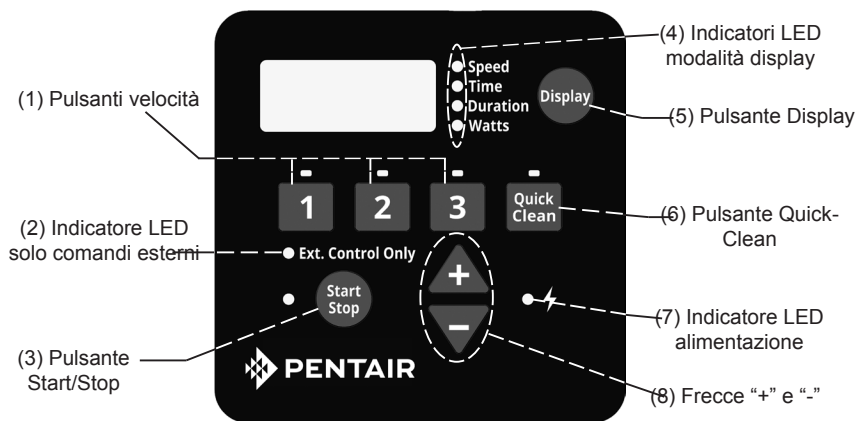 (4) Indicatori LED
modalità display
Speed
Time
Duration
Watts
Display
(1) Pulsanti velocità
(5) Pulsante Display
1
2
3
Quick
Clean
(6) Pulsante Quick-
Clean
(2) Indicatore LED
solo comandi esterni
Ext. Control Only
+
Start
Stop
-
(7) Indicatore LED
alimentazione
(3) Pulsante
Start/Stop
PENTAIR
(8) Frecce “+” e “-”